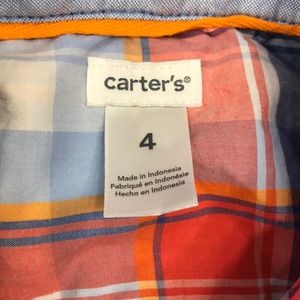 carter's®
4
Made in Indonesia
Fabriqué en Indonésie
Hecho en Indonesia